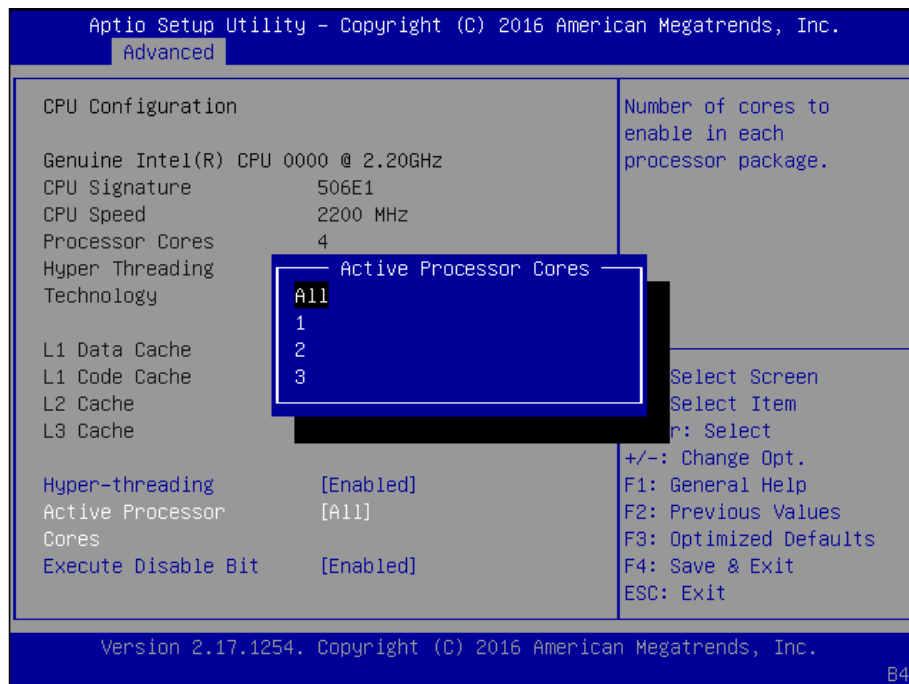 Aptio Setup Utility – Copyright (C) 2016 American Megatrends, Inc.
Advanced
CPU Configuration
Genuine Intel(R) CPU 0000 @ 2.20GHz
CPU Signature 506E1
CPU Speed 2200 MHz
Processor Cores 4
Hyper Threading
Technology
L1 Data Cache
L1 Code Cache
L2 Cache
L3 Cache
Hyper-threading [Enabled]
Active Processor [All]
Cores
Execute Disable Bit [Enabled]
Active Processor Cores
All
1
2
3
Number of cores to
enable in each
processor package.
Select Screen
Select Item
r: Select
+/-: Change Opt.
F1: General Help
F2: Previous Values
F3: Optimized Defaults
F4: Save & Exit
ESC: Exit
Version 2.17.1254. Copyright (C) 2016 American Megatrends, Inc.
B4